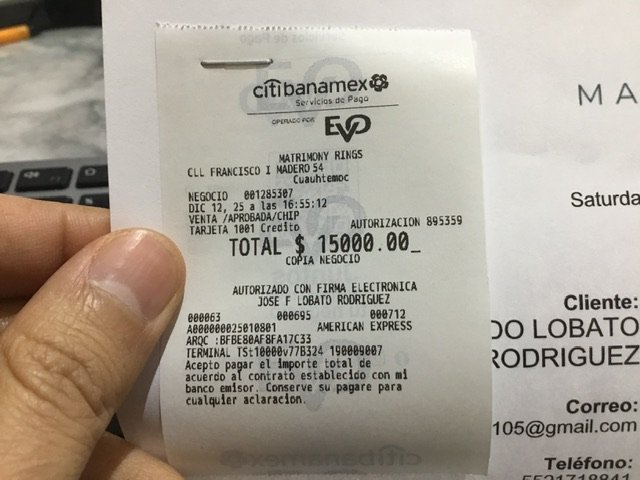 citibanamex
Servicios de Pago
OPERADO POR EVO
MATRIMONY RINGS
CLL FRANCISCO I MADERO 54
Cuauhtemoc
NEGOCIO 001285307
DIC 12, 25 a las 16:55:12
VENTA /APROBADA/CHIP
TARJETA 1001 Credito AUTORIZACION 895359
TOTAL $ 15000.00_
COPIA NEGOCIO
AUTORIZADO CON FIRMA ELECTRONICA
JOSE F LOBATO RODRIGUEZ
000063 000695 000712
A000000025010801 AMERICAN EXPRESS
ARQC :BFBE80AF8FA17C33
TERMINAL TSt10000v77B324 190009007
Acepto pagar el importe total de
acuerdo al contrato establecido con mi
banco emisor. Conserve su pagare para
cualquier aclaracion.
MA
Saturda
Cliente:
DO LOBATO
RODRIGUEZ
Correo:
105@gmail.com
Teléfono: